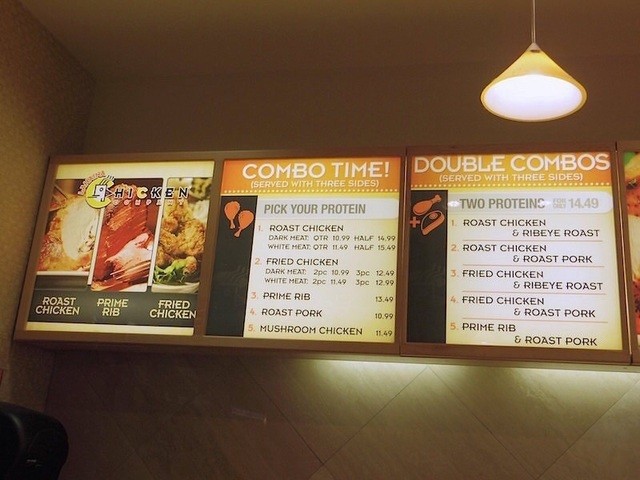 CHICKEN
COMPANY
ROAST
CHICKEN
PRIME
RIB
FRIED
CHICKEN
COMBO TIME!
(SERVED WITH THREE SIDES)
PICK YOUR PROTEIN
1. ROAST CHICKEN
DARK MEAT: QTR 10.99 HALF 14.99
WHITE MEAT: QTR 11.49 HALF 15.49
2. FRIED CHICKEN
DARK MEAT: 2pc 10.99 3pc 12.49
WHITE MEAT: 2pc 11.49 3pc 12.99
3. PRIME RIB 13.49
4. ROAST PORK 10.99
5. MUSHROOM CHICKEN 11.49
DOUBLE COMBOS
(SERVED WITH THREE SIDES)
TWO PROTEINS 14.49
1. ROAST CHICKEN
& RIBEYE ROAST
2. ROAST CHICKEN
& ROAST PORK
3. FRIED CHICKEN
& RIBEYE ROAST
4. FRIED CHICKEN
& ROAST PORK
5. PRIME RIB
& ROAST PORK